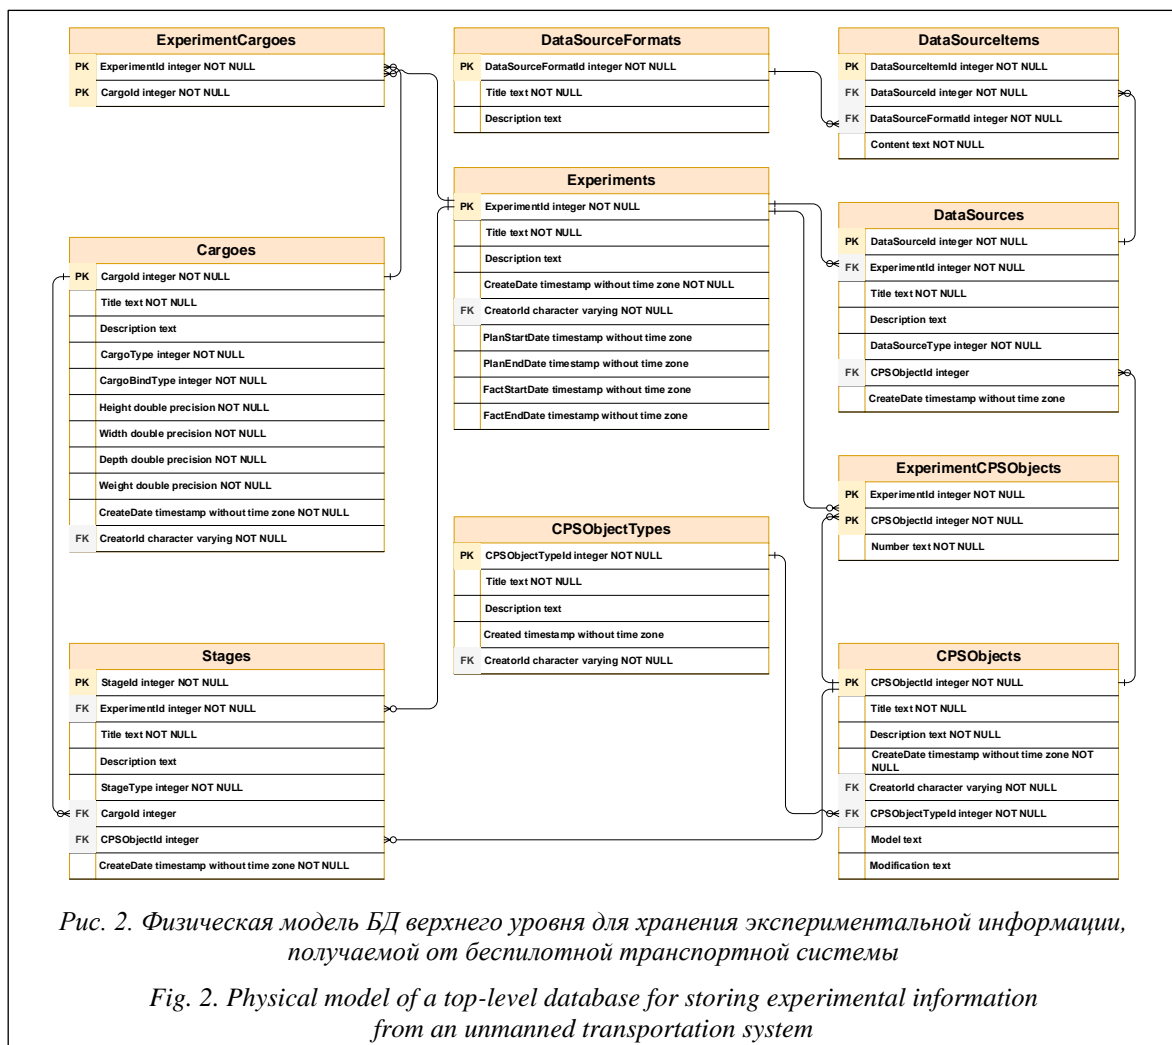 ExperimentCargoes
PK ExperimentId integer NOT NULL
PK CargoId integer NOT NULL
DataSourceFormats
PK DataSourceFormatId integer NOT NULL
Title text NOT NULL
Description text
DataSourceItems
PK DataSourceItemId integer NOT NULL
FK DataSourceId integer NOT NULL
FK DataSourceFormatId integer NOT NULL
Content text NOT NULL
Experiments
PK ExperimentId integer NOT NULL
Title text NOT NULL
Description text
CreateDate timestamp without time zone NOT NULL
FK CreatorId character varying NOT NULL
PlanStartDate timestamp without time zone
PlanEndDate timestamp without time zone
FactStartDate timestamp without time zone
FactEndDate timestamp without time zone
DataSources
PK DataSourceId integer NOT NULL
FK ExperimentId integer NOT NULL
Title text NOT NULL
Description text
DataSourceType integer NOT NULL
FK CPSObjectId integer
CreateDate timestamp without time zone
Cargoes
PK CargoId integer NOT NULL
Title text NOT NULL
Description text
CargoType integer NOT NULL
CargoBindType integer NOT NULL
Height double precision NOT NULL
Width double precision NOT NULL
Depth double precision NOT NULL
Weight double precision NOT NULL
CreateDate timestamp without time zone NOT NULL
FK CreatorId character varying NOT NULL
ExperimentCPSObjects
PK ExperimentId integer NOT NULL
PK CPSObjectId integer NOT NULL
Number text NOT NULL
CPSObjectTypes
PK CPSObjectTypeId integer NOT NULL
Title text NOT NULL
Description text
Created timestamp without time zone
FK CreatorId character varying NOT NULL
Stages
PK StageId integer NOT NULL
FK ExperimentId integer NOT NULL
Title text NOT NULL
Description text
StageType integer NOT NULL
FK CargoId integer
FK CPSObjectId integer
CreateDate timestamp without time zone NOT NULL
CPSObjects
PK CPSObjectId integer NOT NULL
Title text NOT NULL
Description text NOT NULL
CreateDate timestamp without time zone NOT
NULL
FK CreatorId character varying NOT NULL
FK CPSObjectTypeId integer NOT NULL
Model text
Modification text
Рис. 2. Физическая модель БД верхнего уровня для хранения экспериментальной информации,
получаемой от беспилотной транспортной системы
Fig. 2. Physical model of a top-level database for storing experimental information
from an unmanned transportation system